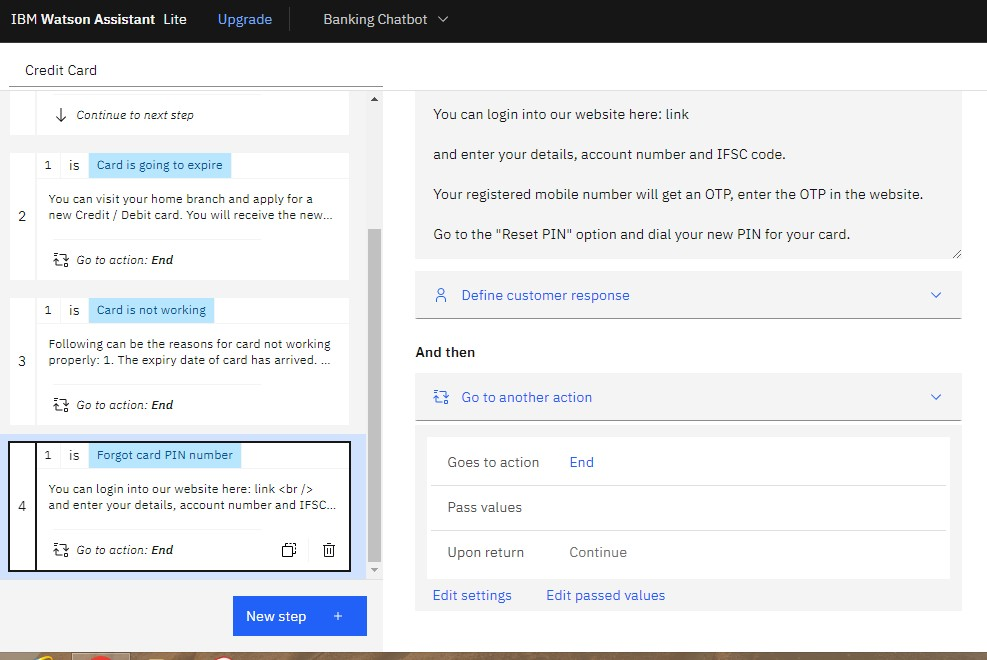 IBM Watson Assistant Lite Upgrade Banking Chatbot
Credit Card
Continue to next step
1 is Card is going to expire
2
You can visit your home branch and apply for a
new Credit / Debit card. You will receive the new...
Go to action: End
1 is Card is not working
3
Following can be the reasons for card not working
properly: 1. The expiry date of card has arrived. ...
Go to action: End
1 is Forgot card PIN number
4
You can login into our website here: link <br />
and enter your details, account number and IFSC...
Go to action: End
New step +
You can login into our website here: link
and enter your details, account number and IFSC code.
Your registered mobile number will get an OTP, enter the OTP in the website.
Go to the "Reset PIN" option and dial your new PIN for your card.
Define customer response
And then
Go to another action
Goes to action End
Pass values
Upon return Continue
Edit settings Edit passed values